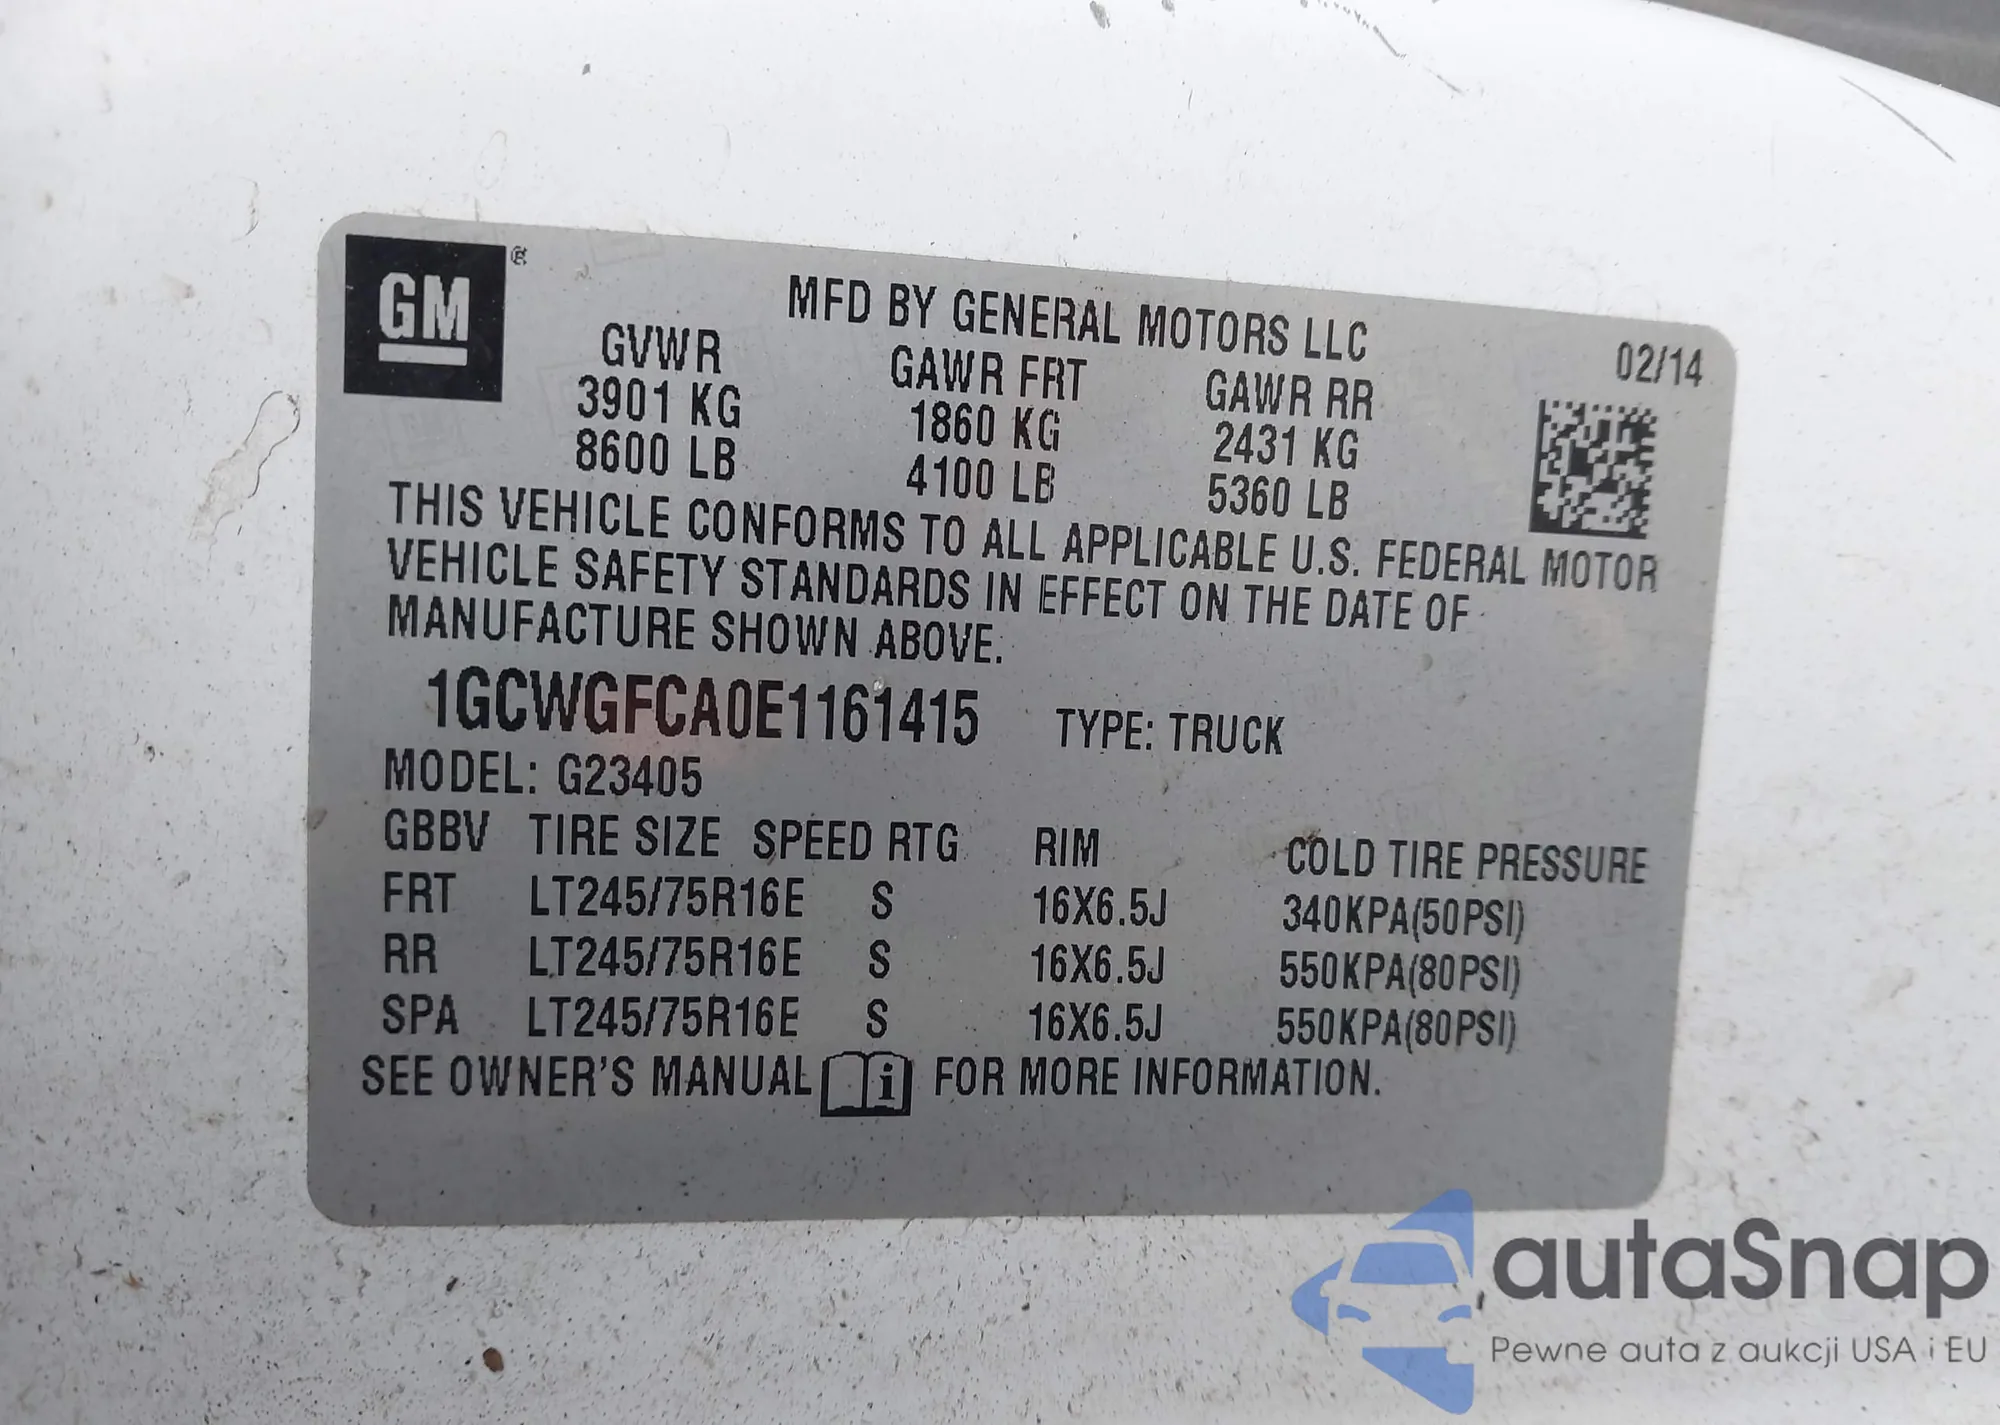 GM ®
MFD BY GENERAL MOTORS LLC
02/14
GVWR GAWR FRT GAWR RR
3901 KG 1860 KG 2431 KG
8600 LB 4100 LB 5360 LB
THIS VEHICLE CONFORMS TO ALL APPLICABLE U.S. FEDERAL MOTOR
VEHICLE SAFETY STANDARDS IN EFFECT ON THE DATE OF
MANUFACTURE SHOWN ABOVE.
1GCWGFCA0E1161415 TYPE: TRUCK
MODEL: G23405
GBBV TIRE SIZE SPEED RTG RIM COLD TIRE PRESSURE
FRT LT245/75R16E S 16X6.5J 340KPA(50PSI)
RR LT245/75R16E S 16X6.5J 550KPA(80PSI)
SPA LT245/75R16E S 16X6.5J 550KPA(80PSI)
SEE OWNER'S MANUAL i FOR MORE INFORMATION.
autaSnap
Pewne auta z aukcji USA i EU